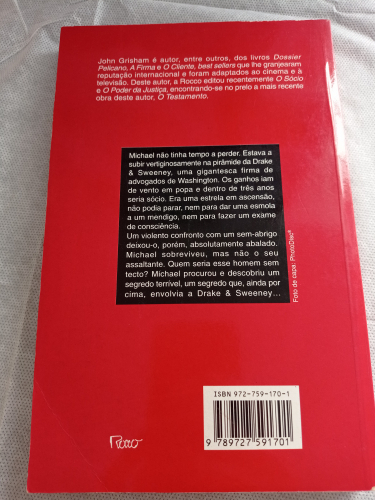 John Grisham é autor, entre outros, dos livros Dossier
Pelicano, A Firma e O Cliente, best sellers que lhe granjearam
reputação internacional e foram adaptados ao cinema e à
televisão. Deste autor, a Rocco editou recentemente O Sócio
e O Poder da Justiça, encontrando-se no prelo a mais recente
obra deste autor, O Testamento.
Michael não tinha tempo a perder. Estava a
subir vertiginosamente na pirâmide da Drake
& Sweeney, uma gigantesca firma de
advogados de Washington. Os ganhos iam
de vento em popa e dentro de três anos
seria sócio. Era uma estrela em ascensão,
não podia parar, nem para dar uma esmola
a um mendigo, nem para fazer um exame
de consciência.
Um violento confronto com um sem-abrigo
deixou-o, porém, absolutamente abalado.
Michael sobreviveu, mas não o seu
assaltante. Quem seria esse homem sem
tecto? Michael procurou e descobriu um
segredo terrível, um segredo que, ainda por
cima, envolvia a Drake & Sweeney...
Foto de capa: PhotoDisc®
ISBN 972-759-170-1
9 789727 591701
Rocco